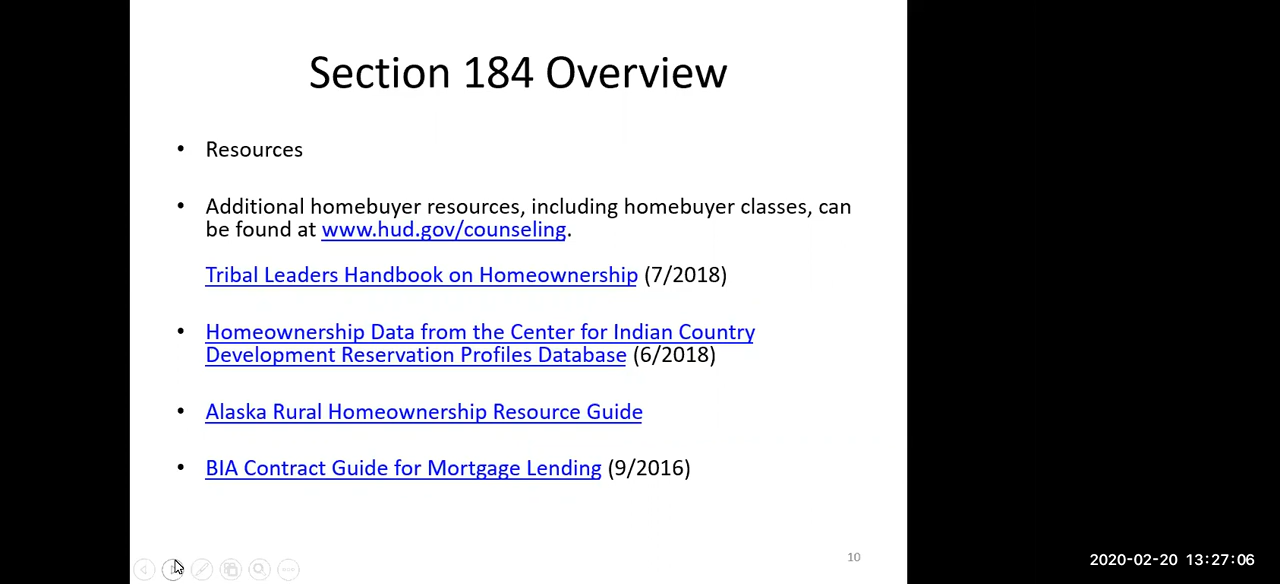 Section 184 Overview
• Resources
• Additional homebuyer resources, including homebuyer classes, can
be found at www.hud.gov/counseling.
Tribal Leaders Handbook on Homeownership (7/2018)
• Homeownership Data from the Center for Indian Country
Development Reservation Profiles Database (6/2018)
• Alaska Rural Homeownership Resource Guide
• BIA Contract Guide for Mortgage Lending (9/2016)
10
2020-02-20 13:27:06